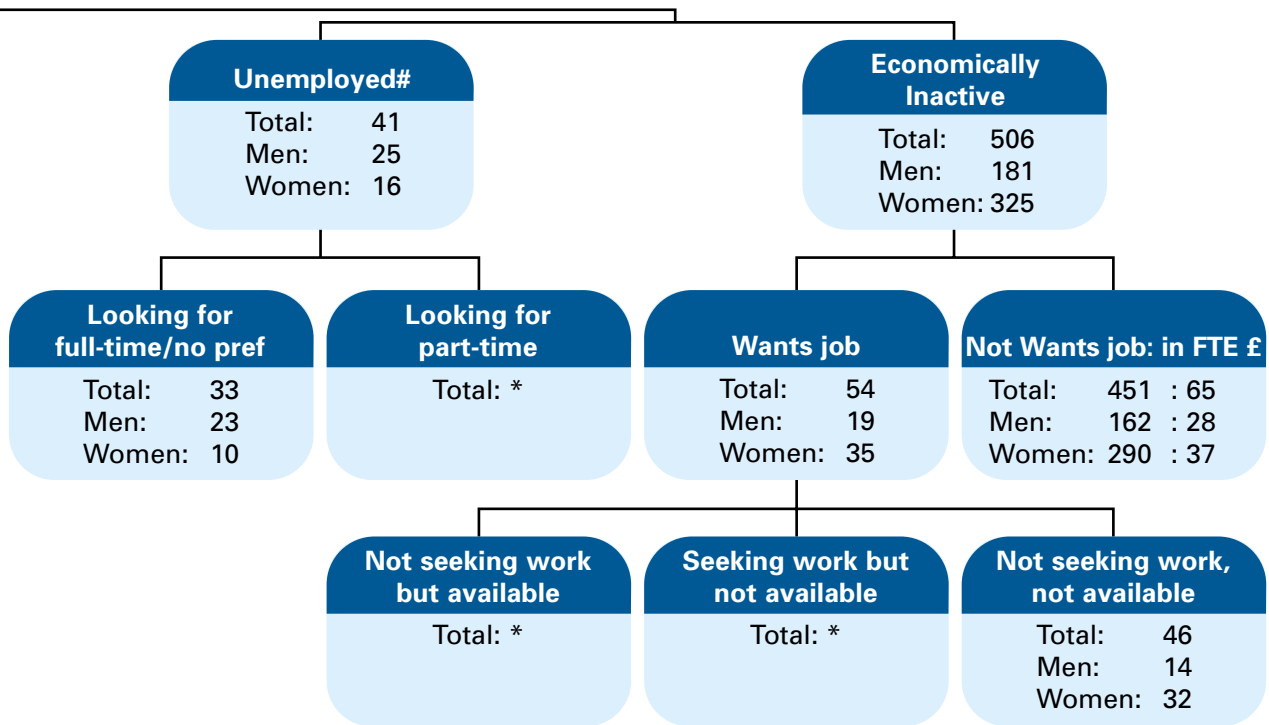 Unemployed#
Total: 41
Men: 25
Women: 16
Economically
Inactive
Total: 506
Men: 181
Women: 325
Looking for
full-time/no pref
Total: 33
Men: 23
Women: 10
Looking for
part-time
Total: *
Wants job
Total: 54
Men: 19
Women: 35
Not Wants job: in FTE £
Total: 451 : 65
Men: 162 : 28
Women: 290 : 37
Not seeking work
but available
Total: *
Seeking work but
not available
Total: *
Not seeking work,
not available
Total: 46
Men: 14
Women: 32